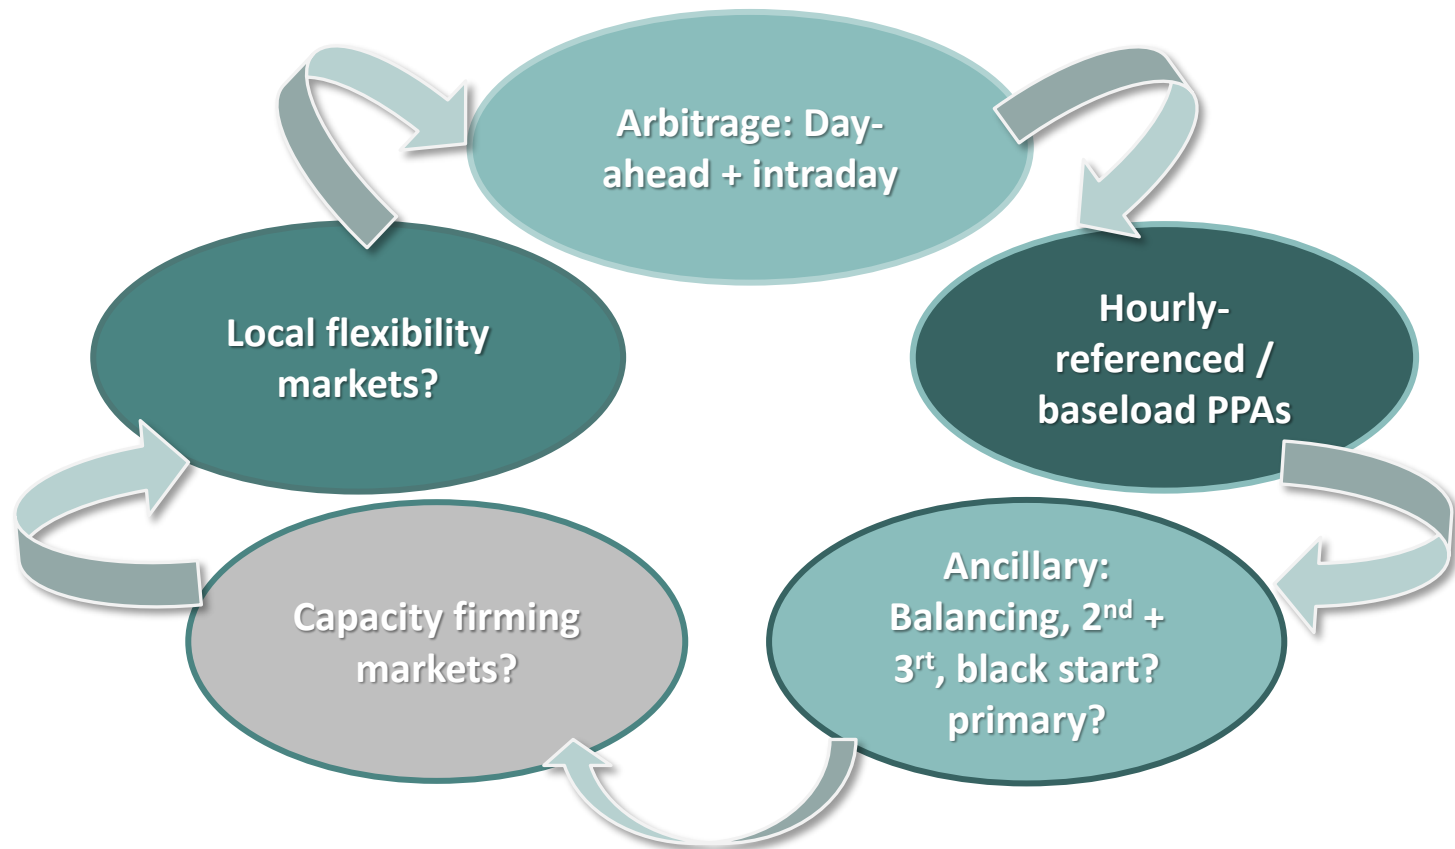 Arbitrage: Day-
ahead + intraday
Hourly-
referenced /
baseload PPAs
Ancillary:
Balancing, 2nd +
3rt, black start?
primary?
Capacity firming
markets?
Local flexibility
markets?